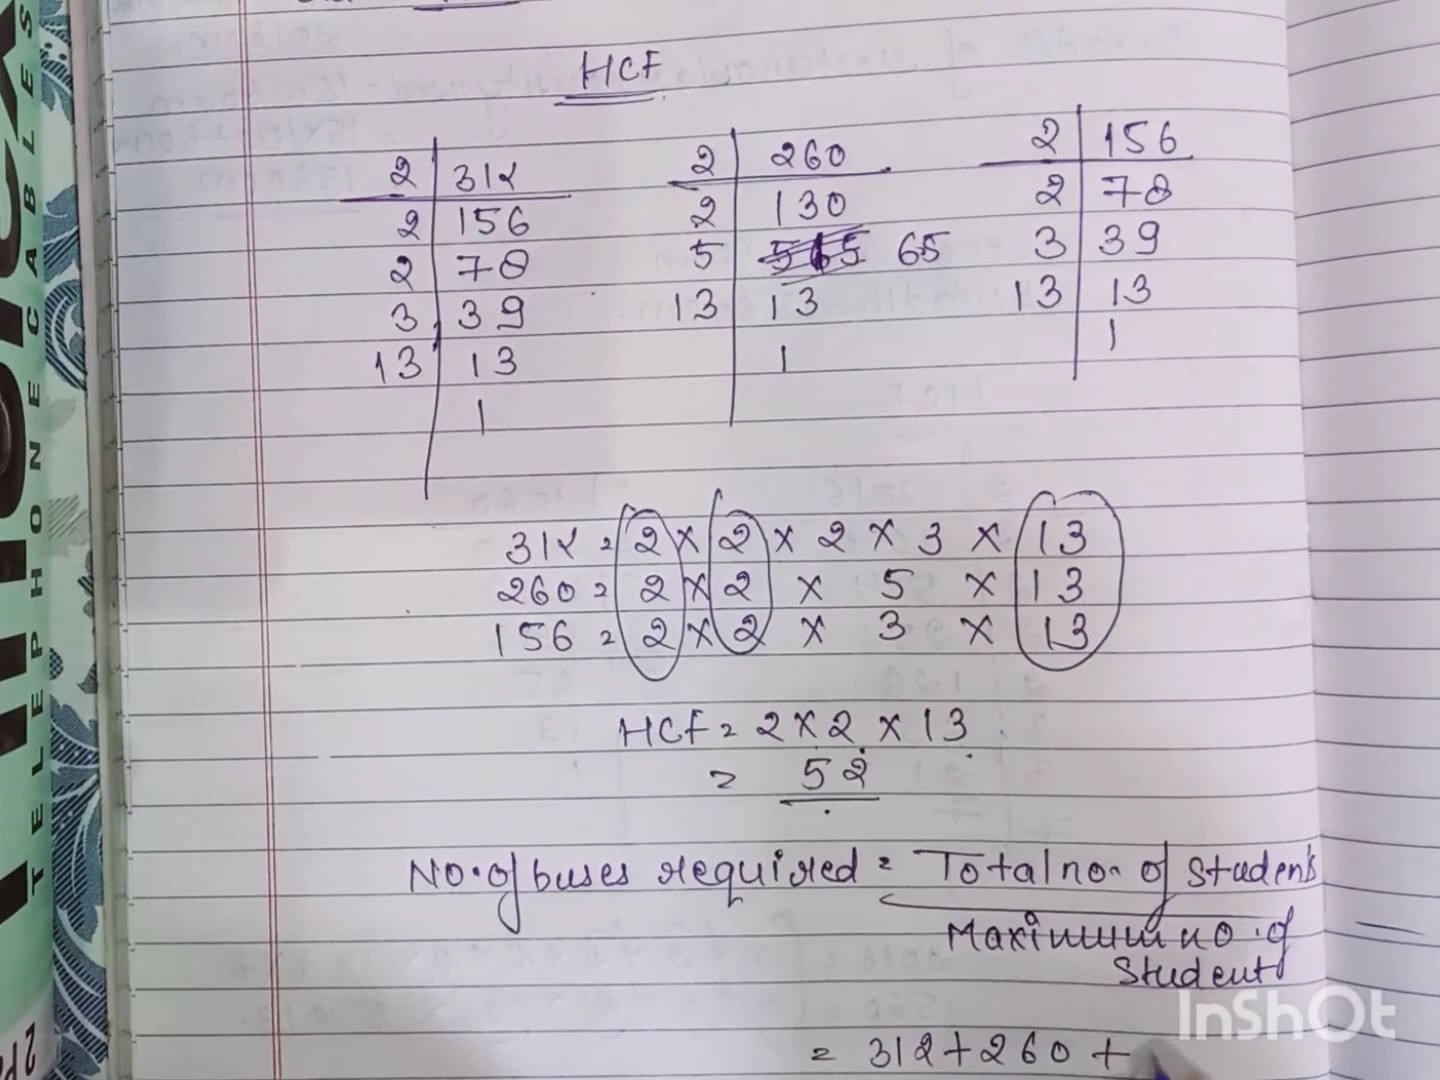 HCF
2 | 312
2 | 156
2 | 78
3 | 39
13 | 13
1
2 | 260
2 | 130
5 | 65
13 | 13
1
2 | 156
2 | 78
3 | 39
13 | 13
1
312 = 2 × 2 × 2 × 3 × 13
260 = 2 × 2 × 5 × 13
156 = 2 × 2 × 3 × 13
HCF = 2 × 2 × 13
= 52
No. of buses required = Total no. of Students
Maximum no. of
Student
= 312 + 260 +
InShOt
TELEPHONE CABLES